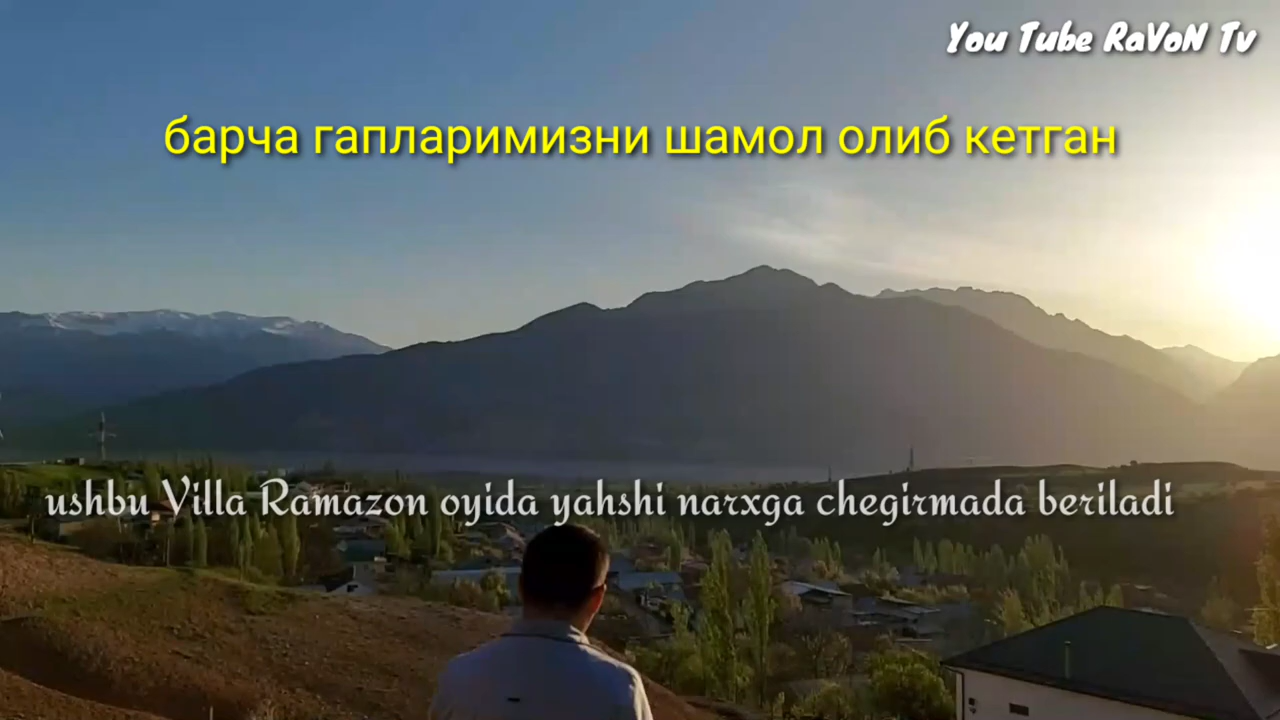 You Tube RaVoN Tv
барча гапларимизни шамол олиб кетган
ushbu Villa Ramazon oyida yahshi narxga chegirmada beriladi